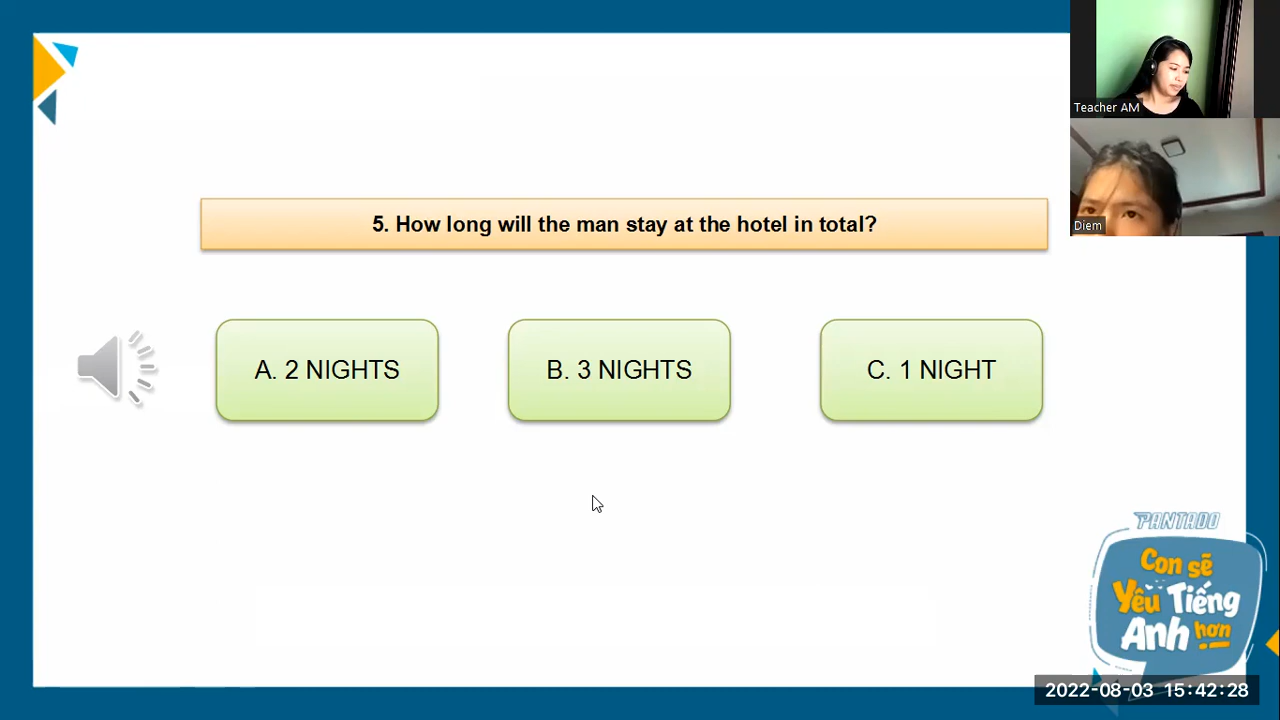 Teacher AM
Diem
5. How long will the man stay at the hotel in total?
A. 2 NIGHTS
B. 3 NIGHTS
C. 1 NIGHT
PANTADO
Con sẽ
Yêu Tiếng
Anh hơn
2022-08-03 15:42:28